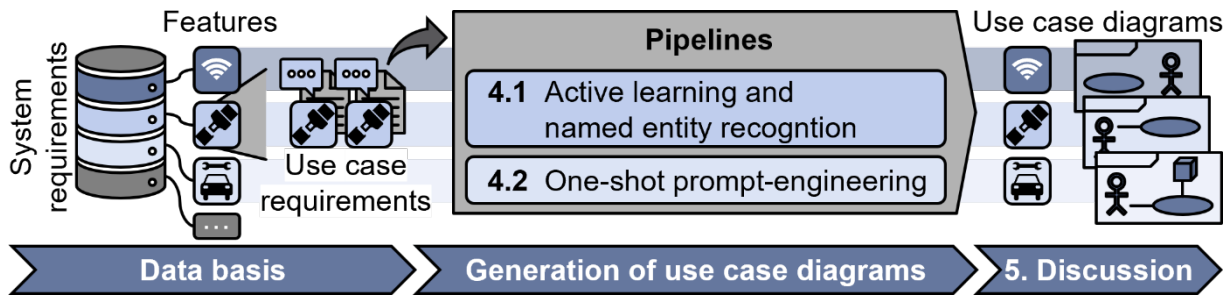 Features
System
requirements
Use case
requirements
Pipelines
4.1 Active learning and
named entity recogntion
4.2 One-shot prompt-engineering
Use case diagrams
Data basis
Generation of use case diagrams
5. Discussion